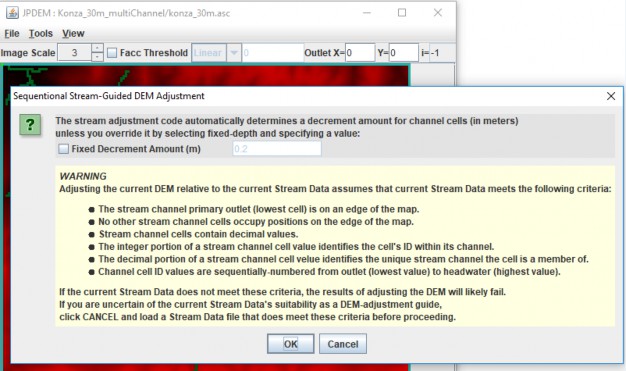 JPDEM : Konza_30m_multiChannel/konza_30m.asc
File Tools View
Image Scale 3 Facc Threshold Linear 0 Outlet X= 0 Y= 0 i= -1
Sequentional Stream-Guided DEM Adjustment
The stream adjustment code automatically determines a decrement amount for channel cells (in meters)
unless you override it by selecting fixed-depth and specifying a value:
Fixed Decrement Amount (m) 0.2
WARNING
Adjusting the current DEM relative to the current Stream Data assumes that current Stream Data meets the following criteria:
● The stream channel primary outlet (lowest cell) is on an edge of the map.
● No other stream channel cells occupy positions on the edge of the map.
● Stream channel cells contain decimal values.
● The integer portion of a stream channel cell value identifies the cell's ID within its channel.
● The decimal portion of a stream channel cell value identifies the unique stream channel the cell is a member of.
● Channel cell ID values are sequentially-numbered from outlet (lowest value) to headwater (highest value).
If the current Stream Data does not meet these criteria, the results of adjusting the DEM will likely fail.
If you are uncertain of the current Stream Data's suitability as a DEM-adjustment guide,
click CANCEL and load a Stream Data file that does meet these criteria before proceeding.
OK Cancel